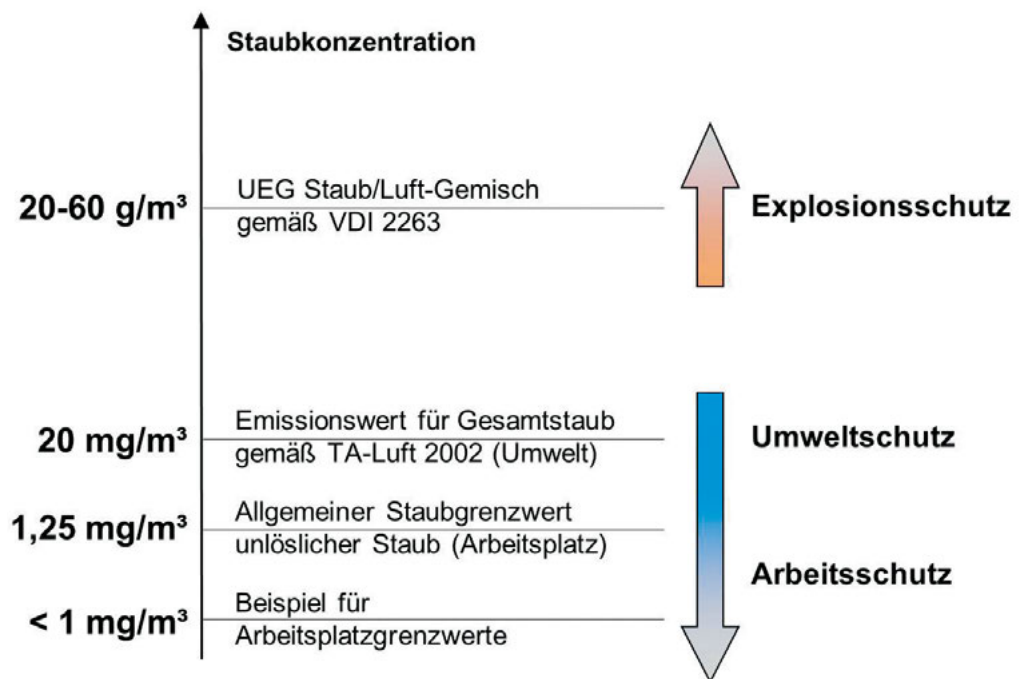 Staubkonzentration
20-60 g/m³
UEG Staub/Luft-Gemisch
gemäß VDI 2263
Explosionsschutz
20 mg/m³
Emissionswert für Gesamtstaub
gemäß TA-Luft 2002 (Umwelt)
Umweltschutz
1,25 mg/m³
Allgemeiner Staubgrenzwert
unlöslicher Staub (Arbeitsplatz)
Arbeitsschutz
< 1 mg/m³
Beispiel für
Arbeitsplatzgrenzwerte